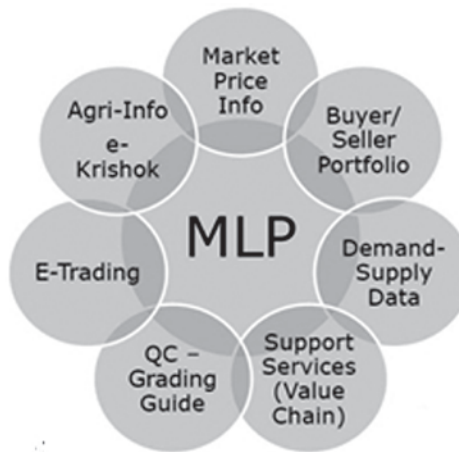 Market
Price
Info
Buyer/
Seller
Portfolio
Demand-
Supply
Data
Support
Services
(Value
Chain)
QC –
Grading
Guide
E-Trading
Agri-Info
e-
Krishok
MLP